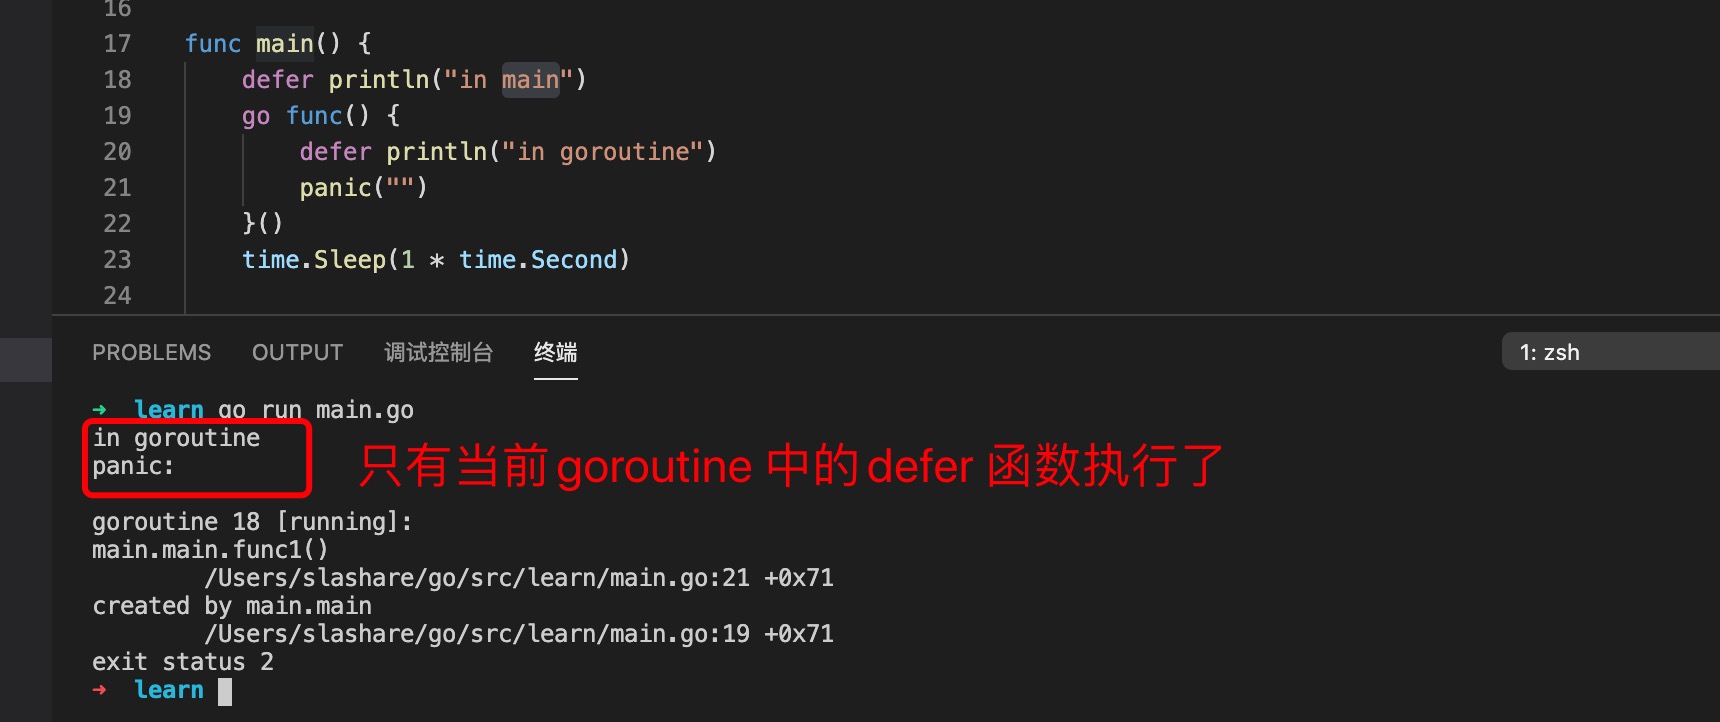 16
17 func main() {
18 defer println("in main")
19 go func() {
20 defer println("in goroutine")
21 panic("")
22 }()
23 time.Sleep(1 * time.Second)
24
PROBLEMS OUTPUT 调试控制台 终端 1: zsh
➜ learn go run main.go
in goroutine
panic:
只有当前goroutine 中的defer 函数执行了
goroutine 18 [running]:
main.main.func1()
/Users/slashare/go/src/learn/main.go:21 +0x71
created by main.main
/Users/slashare/go/src/learn/main.go:19 +0x71
exit status 2
➜ learn